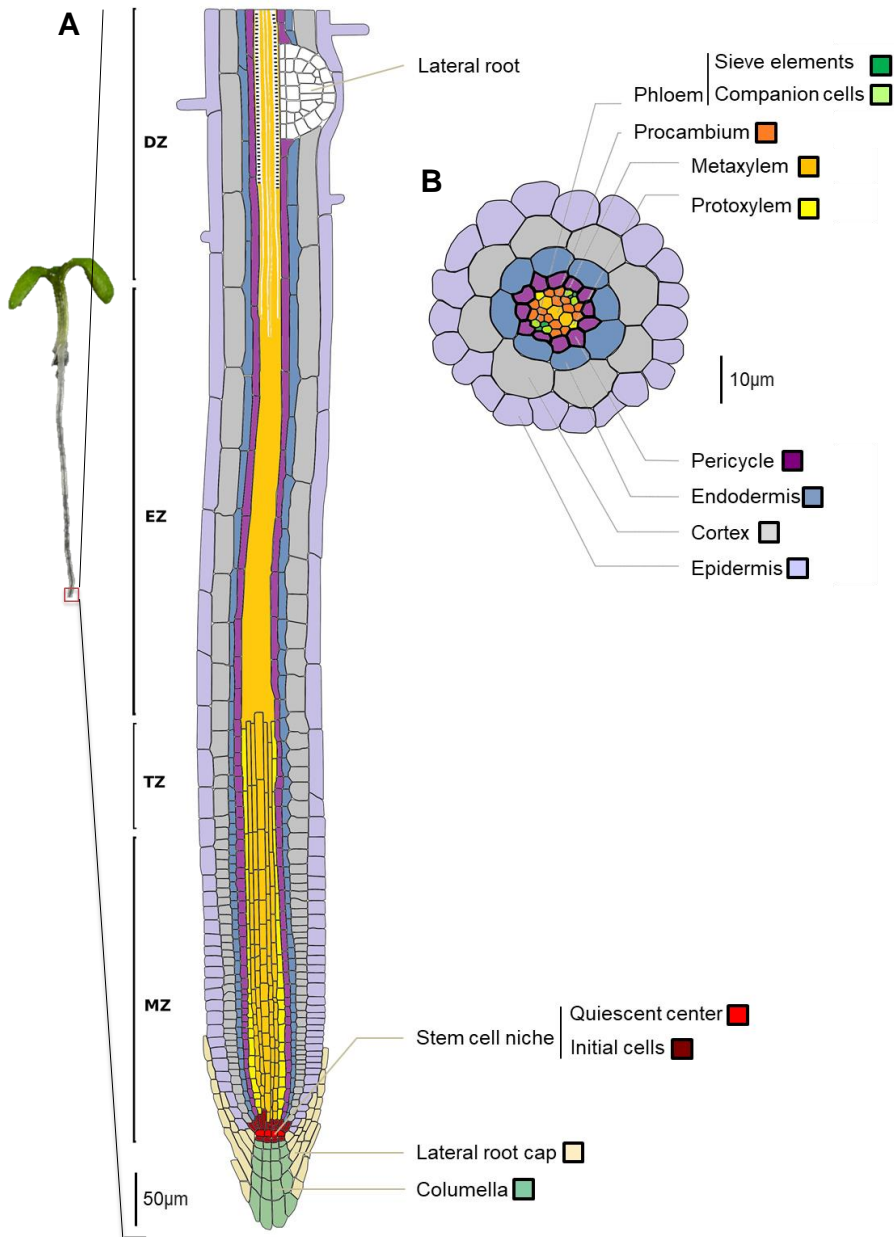 A
DZ
EZ
TZ
MZ
50µm
Lateral root
Stem cell niche
Quiescent center
Initial cells
Lateral root cap
Columella
B
Phloem
Sieve elements
Companion cells
Procambium
Metaxylem
Protoxylem
10µm
Pericycle
Endodermis
Cortex
Epidermis